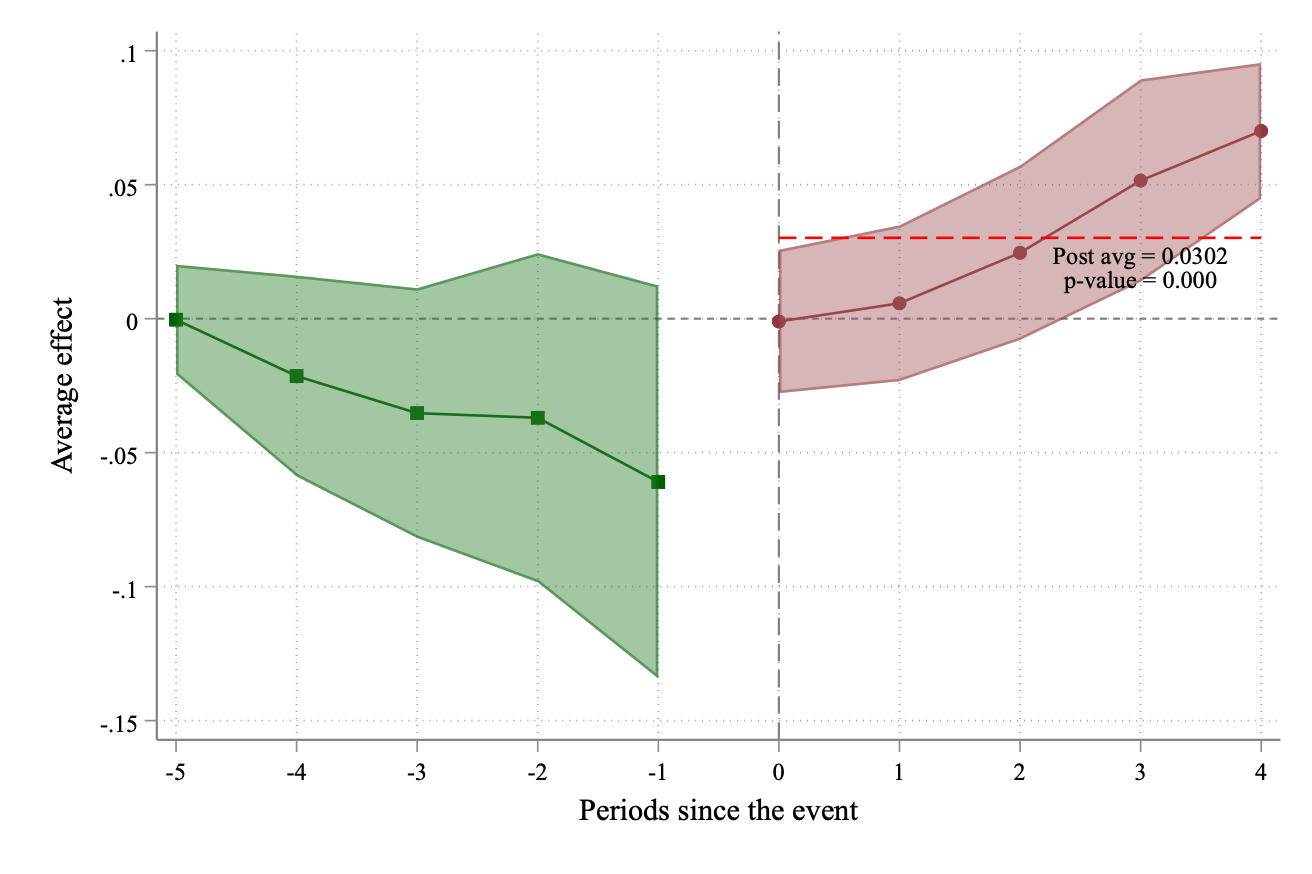 .1
.05
0
-.05
-.1
-.15
Average effect
Post avg = 0.0302
p-value = 0.000
-5 -4 -3 -2 -1 0 1 2 3 4
Periods since the event